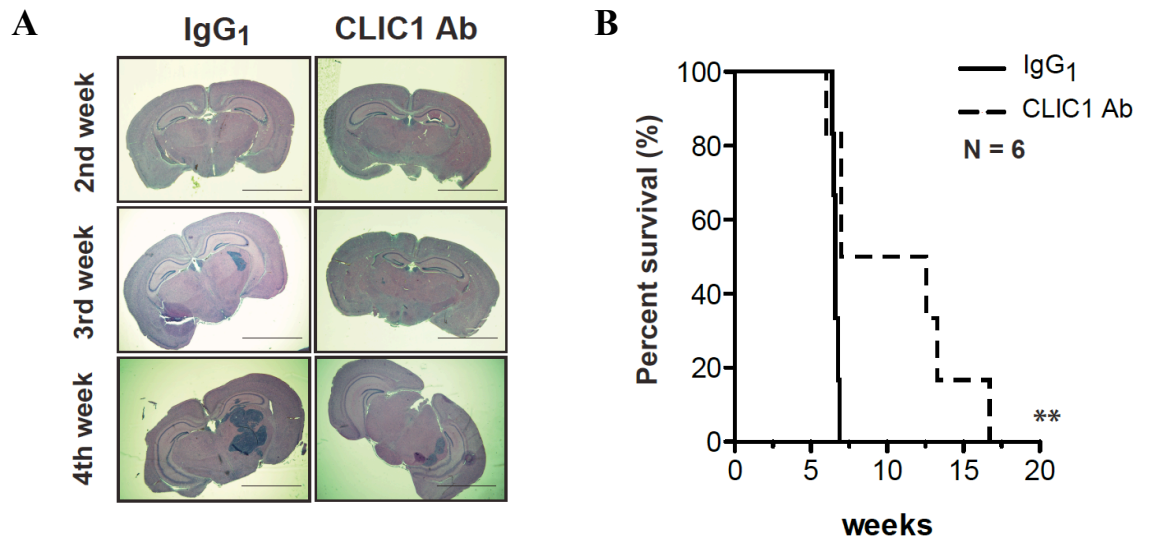 A
IgG₁
CLIC1 Ab
2nd week
3rd week
4th week
B
IgG₁
CLIC1 Ab
N = 6
Percent survival (%)
100
80
60
40
20
0
**
0
5
10
15
20
weeks